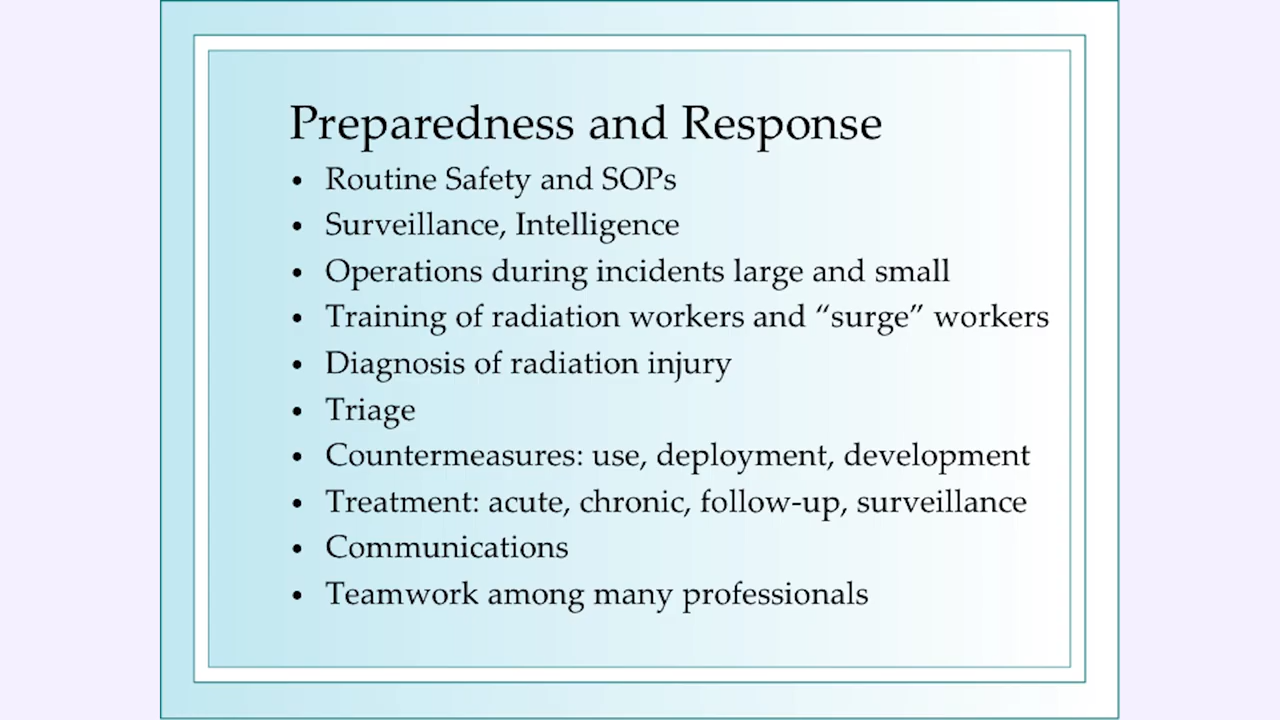 Preparedness and Response
• Routine Safety and SOPs
• Surveillance, Intelligence
• Operations during incidents large and small
• Training of radiation workers and “surge” workers
• Diagnosis of radiation injury
• Triage
• Countermeasures: use, deployment, development
• Treatment: acute, chronic, follow-up, surveillance
• Communications
• Teamwork among many professionals